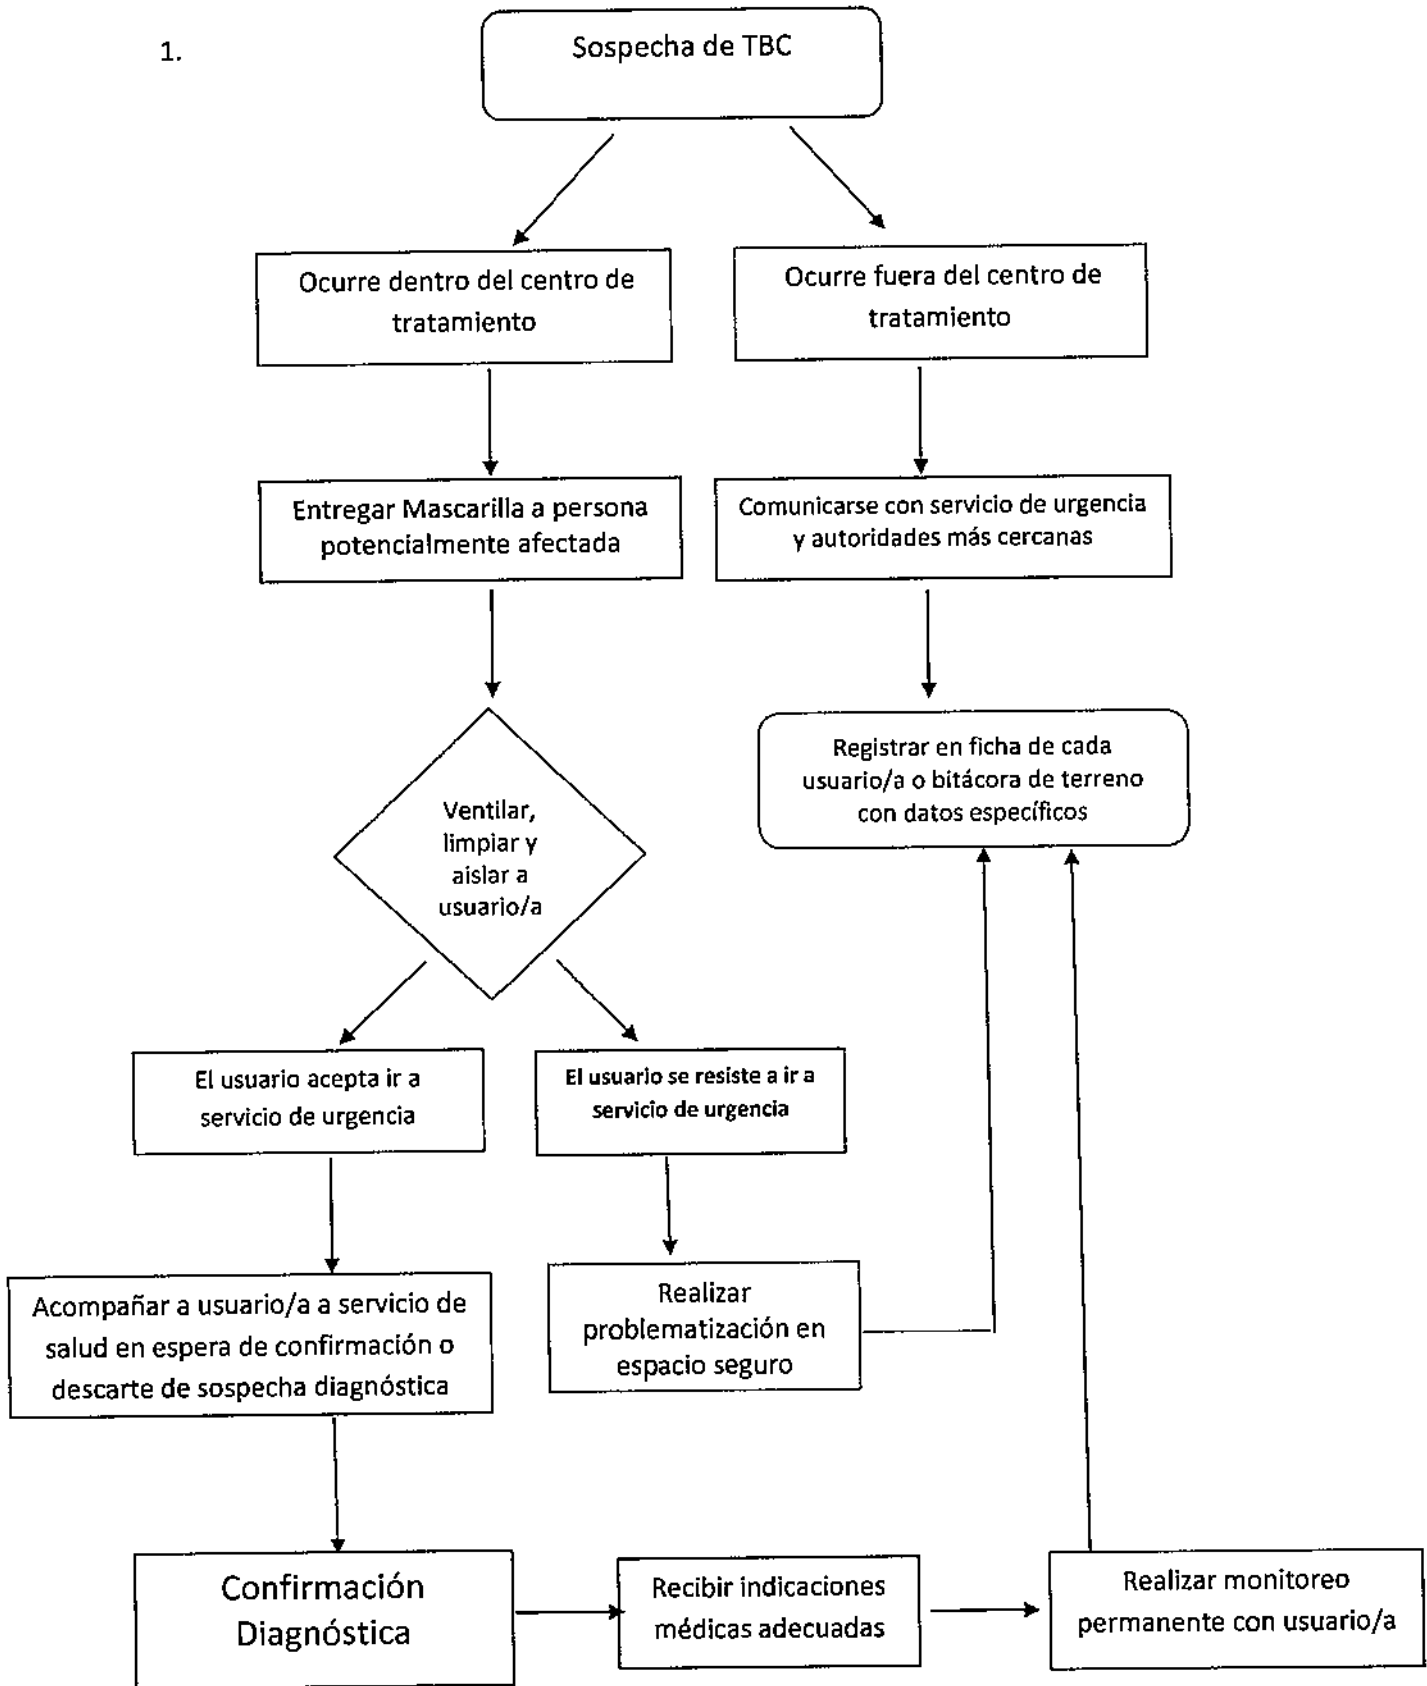 1.
Sospecha de TBC
Ocurre dentro del centro de
tratamiento
Ocurre fuera del centro de
tratamiento
Entregar Mascarilla a persona
potencialmente afectada
Comunicarse con servicio de urgencia
y autoridades más cercanas
Ventilar,
limpiar y
aislar a
usuario/a
Registrar en ficha de cada
usuario/a o bitácora de terreno
con datos específicos
El usuario acepta ir a
servicio de urgencia
El usuario se resiste a ir a
servicio de urgencia
Acompañar a usuario/a a servicio de
salud en espera de confirmación o
descarte de sospecha diagnóstica
Realizar
problematización en
espacio seguro
Confirmación
Diagnóstica
Recibir indicaciones
médicas adecuadas
Realizar monitoreo
permanente con usuario/a